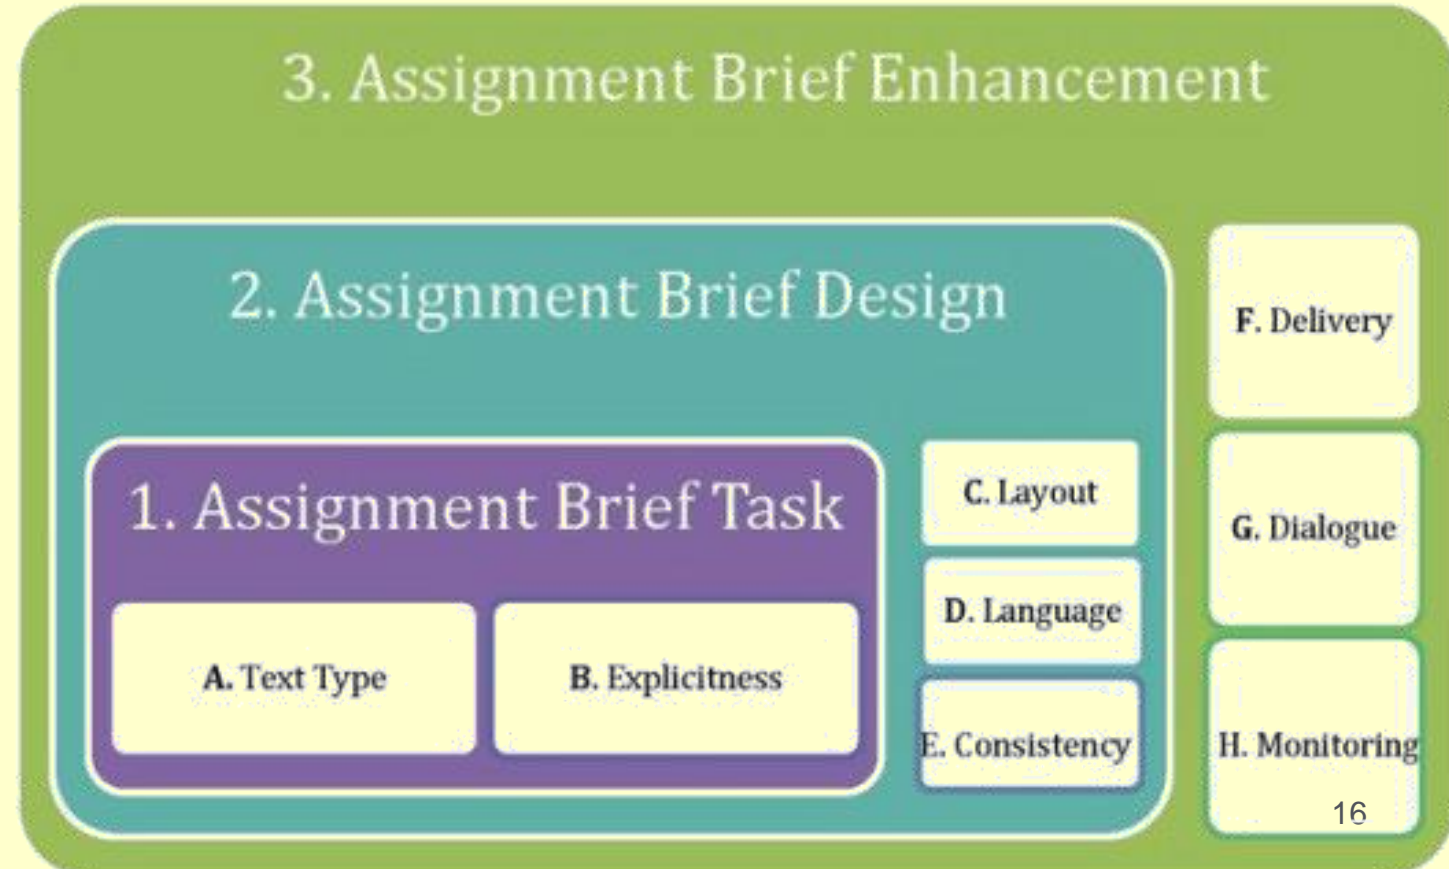 3. Assignment Brief Enhancement
2. Assignment Brief Design
1. Assignment Brief Task
A. Text Type
B. Explicitness
C. Layout
D. Language
E. Consistency
F. Delivery
G. Dialogue
H. Monitoring
16